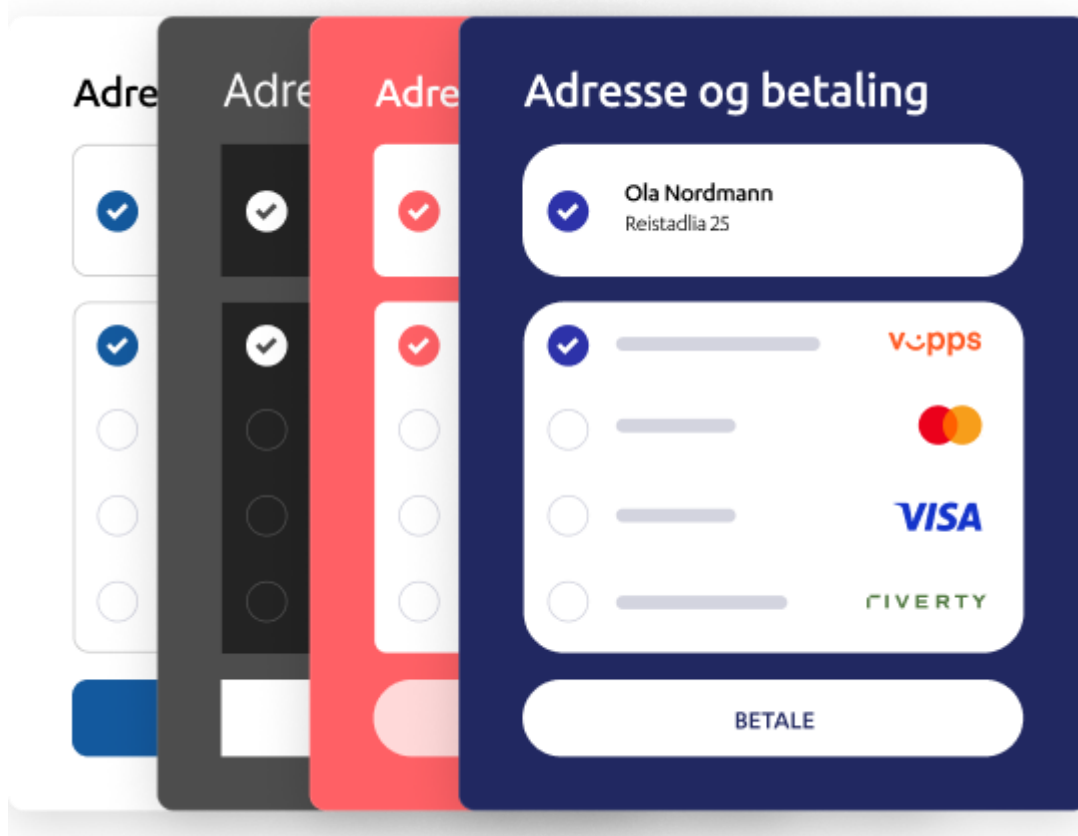 Adre
Adre
Adre
Adresse og betaling
Ola Nordmann
Reistadlia 25
vipps
VISA
RIVERTY
BETALE